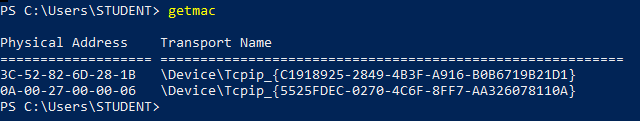 PS C:\Users\STUDENT> getmac
Physical Address    Transport Name
=================== ==========================================================
3C-52-82-6D-28-1B   \Device\Tcpip_{C1918925-2849-4B3F-A916-B0B6719B21D1}
0A-00-27-00-00-06   \Device\Tcpip_{5525FDEC-0270-4C6F-8FF7-AA326078110A}
PS C:\Users\STUDENT>